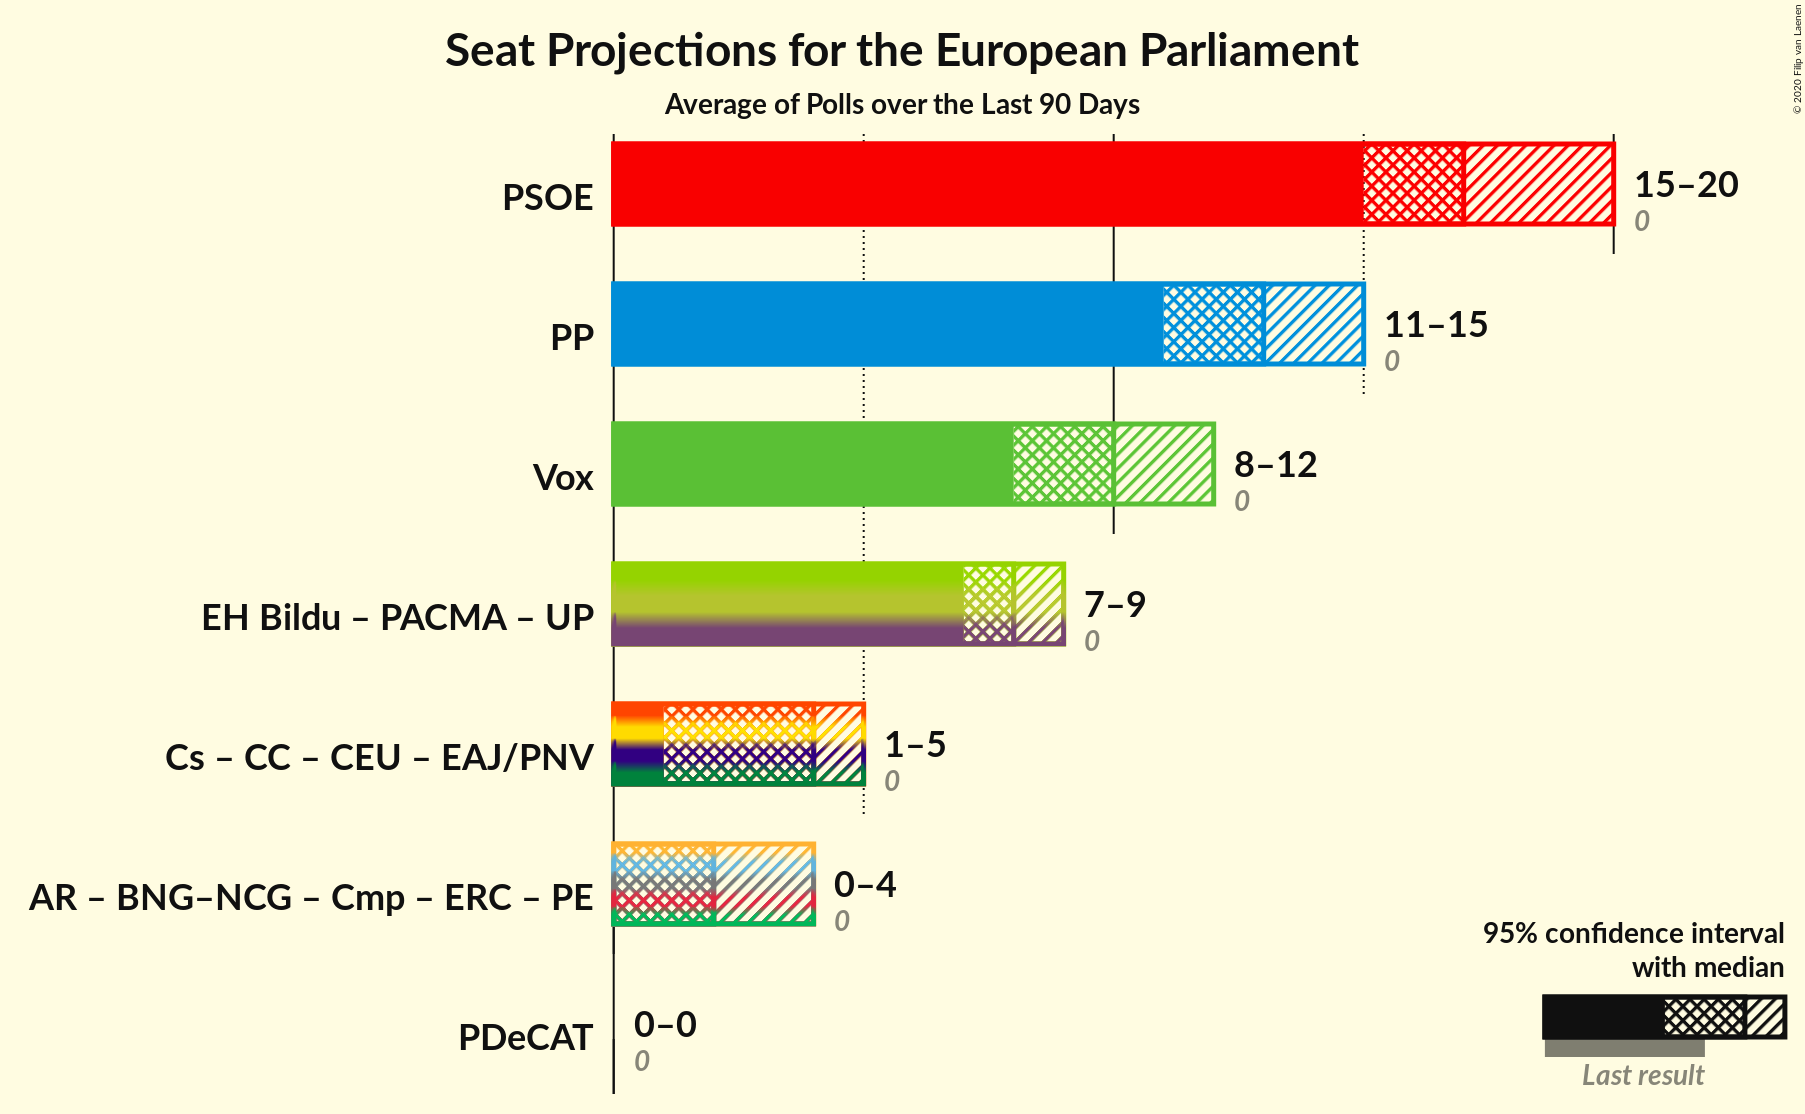 Seat Projections for the European Parliament
Average of Polls over the Last 90 Days
© 2020 Filip van Laenen
PSOE
15–20
0
PP
11–15
0
Vox
8–12
0
EH Bildu – PACMA – UP
7–9
0
Cs – CC – CEU – EAJ/PNV
1–5
0
AR – BNG–NCG – Cmp – ERC – PE
0–4
0
PDeCAT
0–0
0
95% confidence interval
with median
Last result